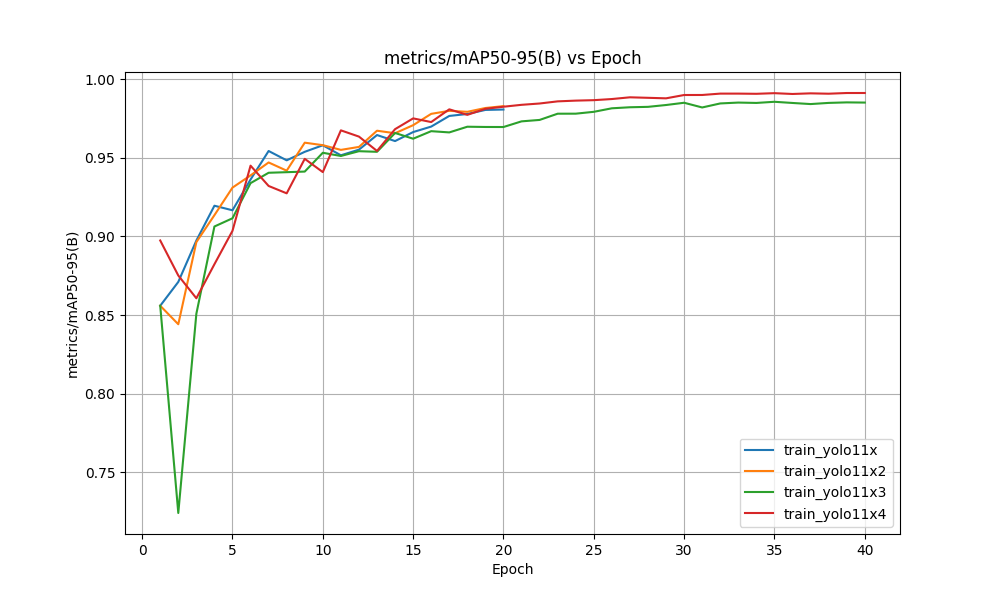 metrics/mAP50-95(B) vs Epoch
metrics/mAP50-95(B)
1.00
0.95
0.90
0.85
0.80
0.75
0 5 10 15 20 25 30 35 40
Epoch
train_yolo11x
train_yolo11x2
train_yolo11x3
train_yolo11x4